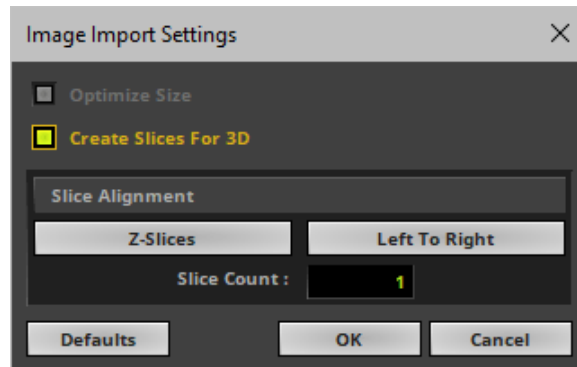 Image Import Settings
Optimize Size
Create Slices For 3D
Slice Alignment
Z-Slices Left To Right
Slice Count : 1
Defaults OK Cancel